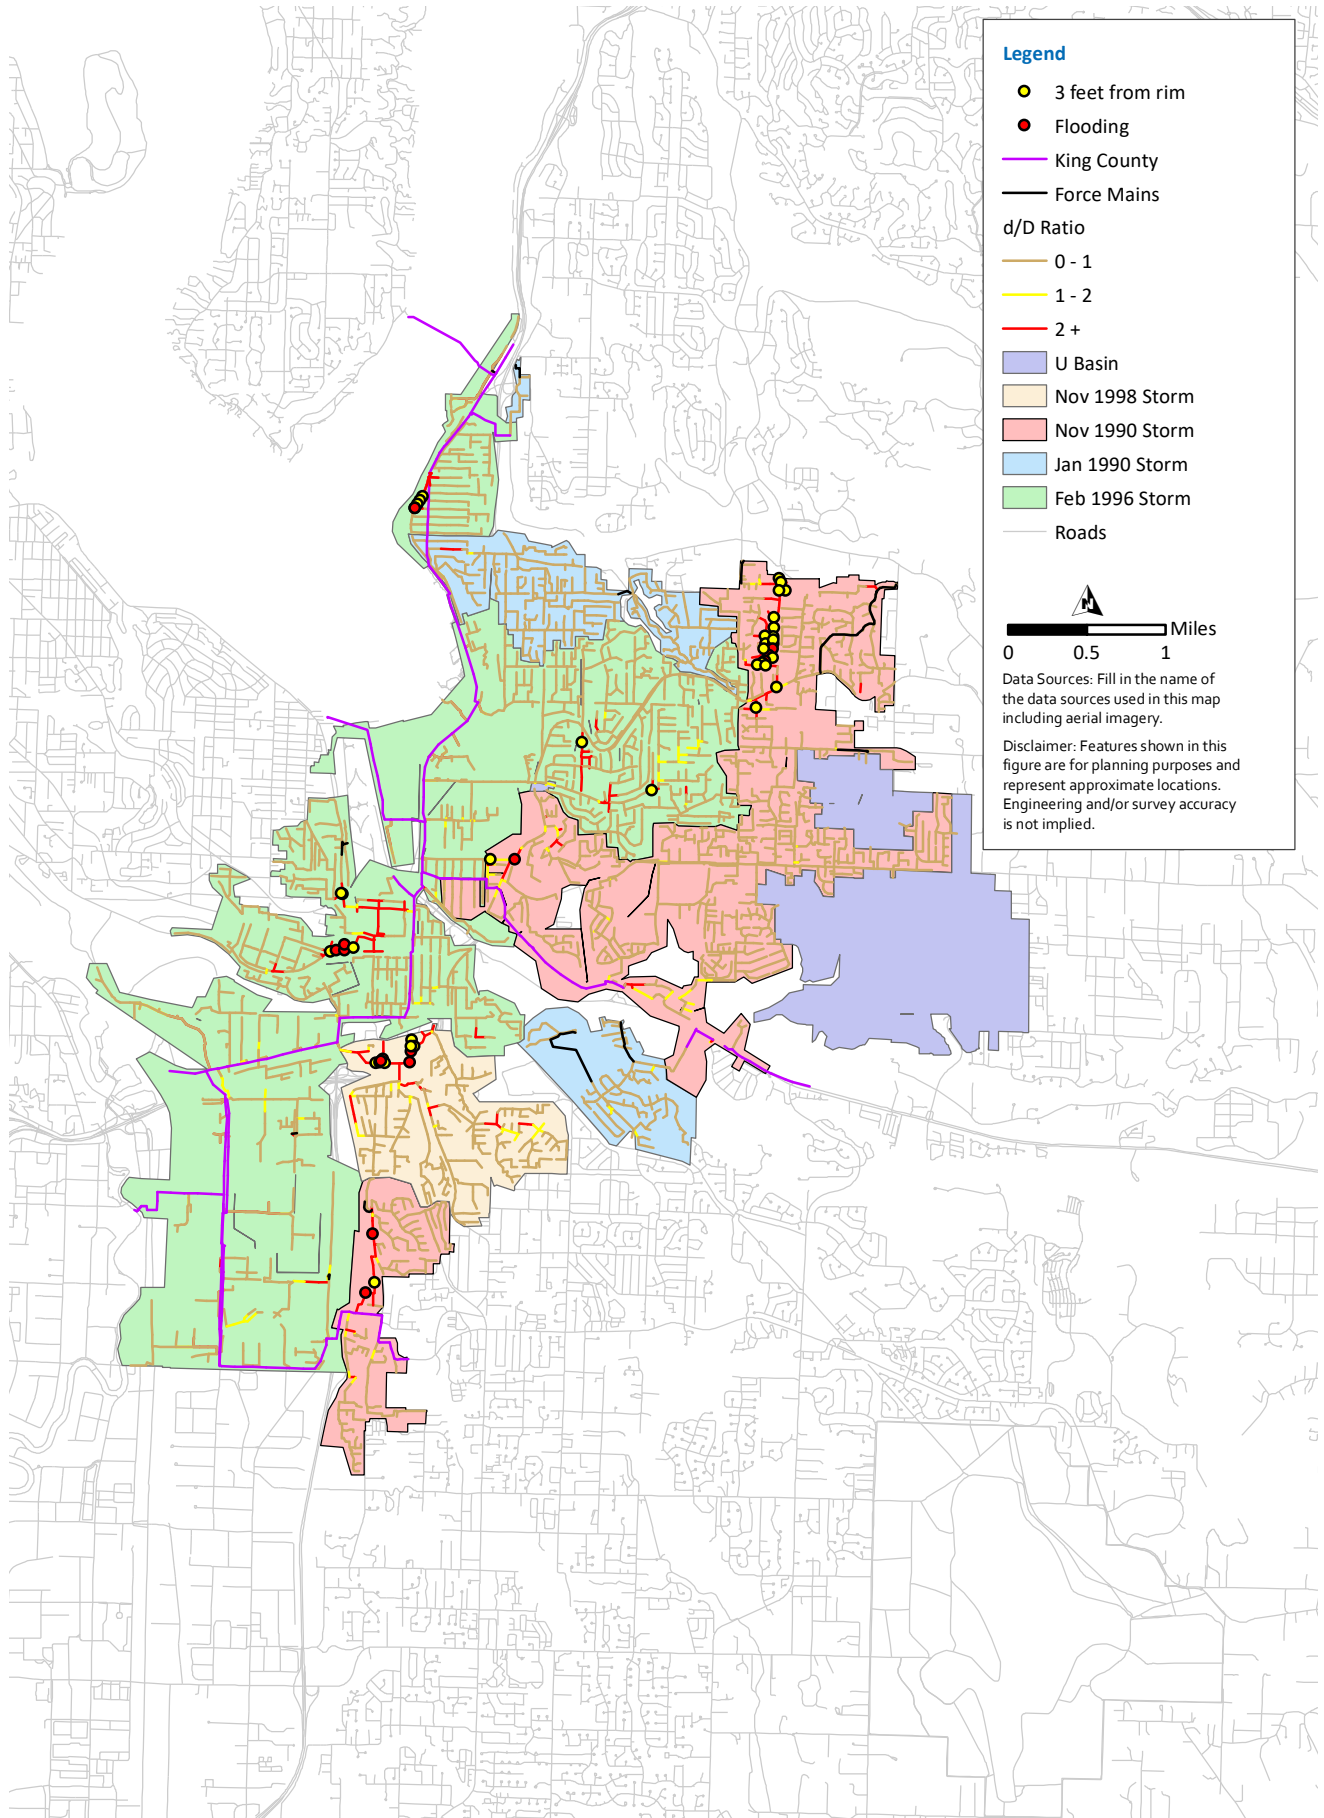 Legend
3 feet from rim
Flooding
King County
Force Mains
d/D Ratio
0 - 1
1 - 2
2 +
U Basin
Nov 1998 Storm
Nov 1990 Storm
Jan 1990 Storm
Feb 1996 Storm
Roads
N
Miles
0 0.5 1
Data Sources: Fill in the name of
the data sources used in this map
including aerial imagery.
Disclaimer: Features shown in this
figure are for planning purposes and
represent approximate locations.
Engineering and/or survey accuracy
is not implied.